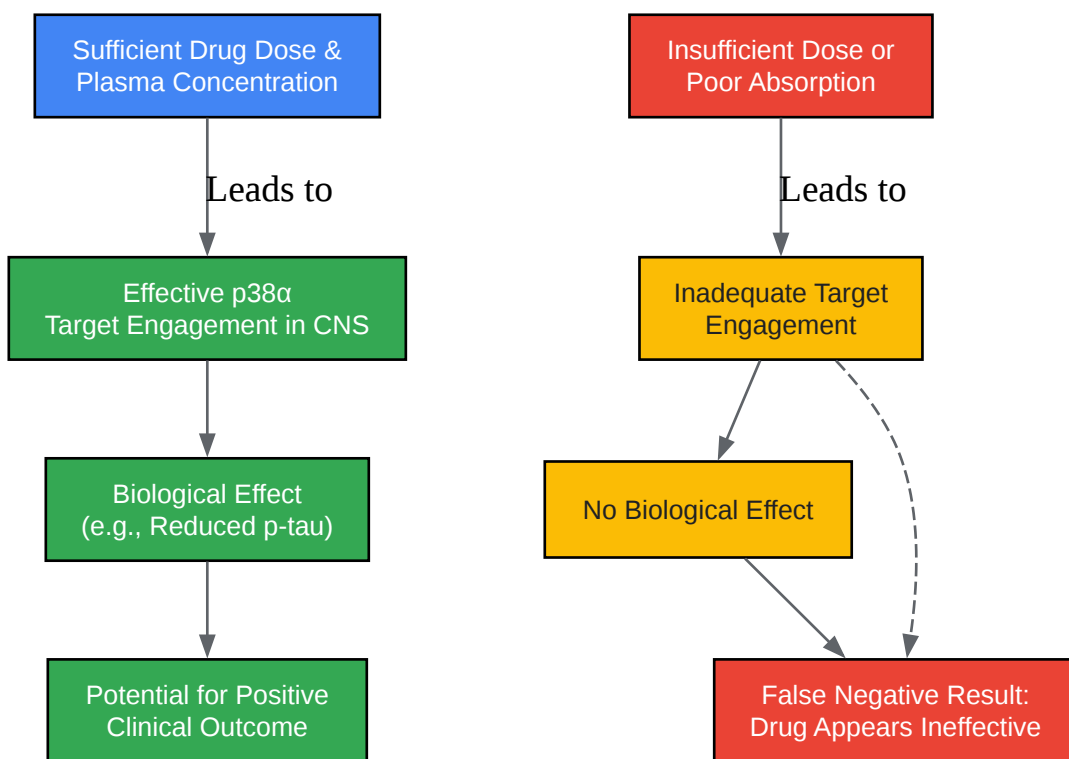 Sufficient Drug Dose &
Plasma Concentration
Leads to
Effective p38α
Target Engagement in CNS
Biological Effect
(e.g., Reduced p-tau)
Potential for Positive
Clinical Outcome
Insufficient Dose or
Poor Absorption
Leads to
Inadequate Target
Engagement
No Biological Effect
False Negative Result:
Drug Appears Ineffective